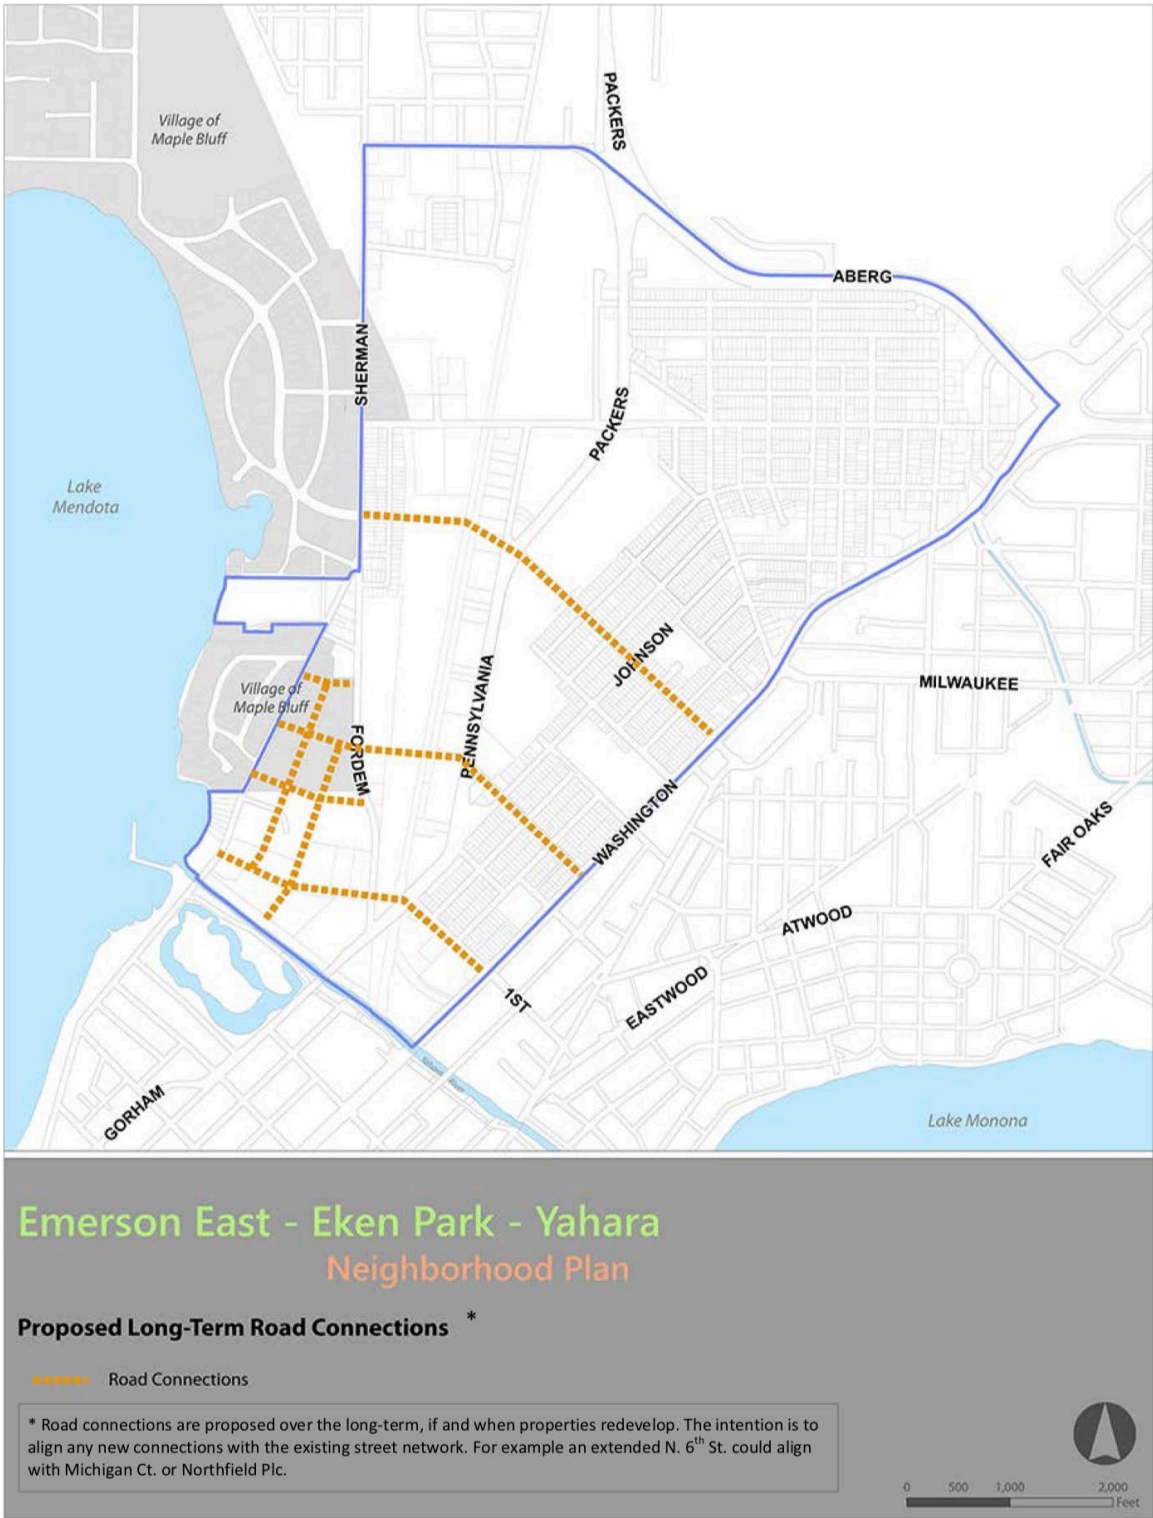 PACKERS
Village of
Maple Bluff
ABERG
SHERMAN
PACKERS
Lake
Mendota
JOHNSON
MILWAUKEE
PENNSYLVANIA
Village of
Maple Bluff
FORDEM
WASHINGTON
FAIR OAKS
ATWOOD
EASTWOOD
1ST
Yahara River
GORHAM
Lake Monona
Emerson East - Eken Park - Yahara
Neighborhood Plan
Proposed Long-Term Road Connections *
Road Connections
* Road connections are proposed over the long-term, if and when properties redevelop. The intention is to
align any new connections with the existing street network. For example an extended N. 6th St. could align
with Michigan Ct. or Northfield Plc.
0 500 1,000 2,000
Feet